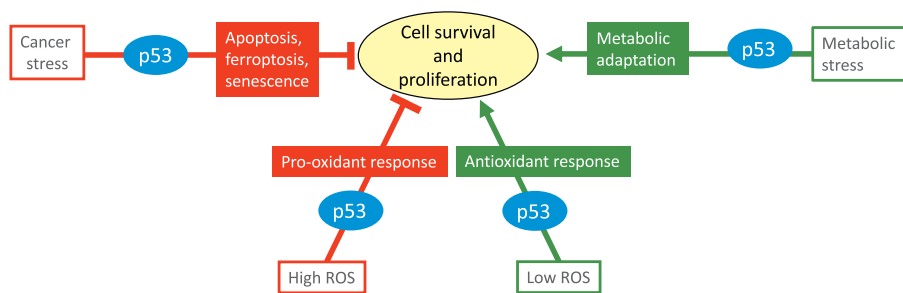 Cancer
stress
p53
Apoptosis,
ferroptosis,
senescence
Cell survival
and
proliferation
Metabolic
adaptation
p53
Metabolic
stress
Pro-oxidant response
Antioxidant response
p53
p53
High ROS
Low ROS